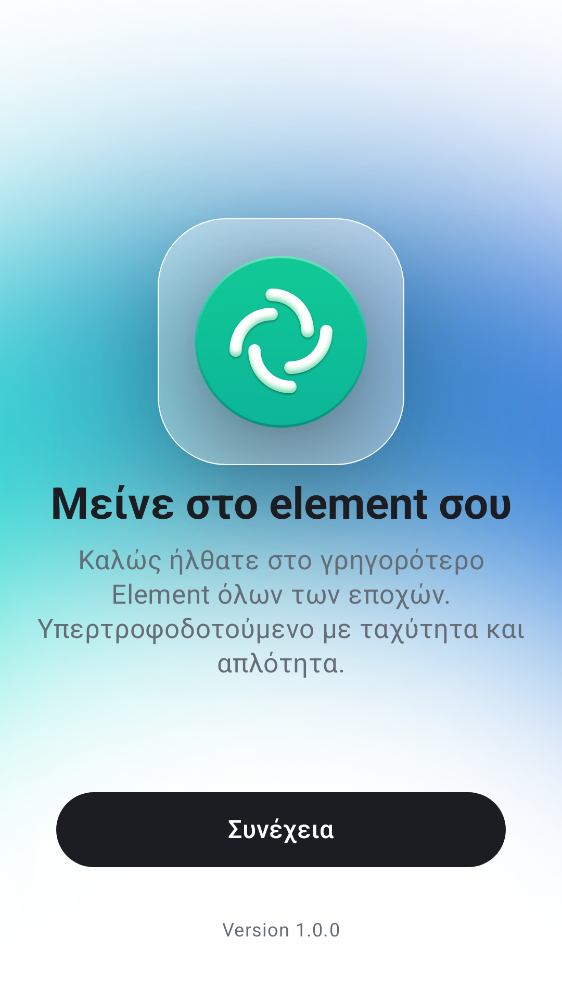 Μείνε στο element σου
Καλώς ήλθατε στο γρηγορότερο
Element όλων των εποχών.
Υπερτροφοδοτούμενο με ταχύτητα και
απλότητα.
Συνέχεια
Version 1.0.0